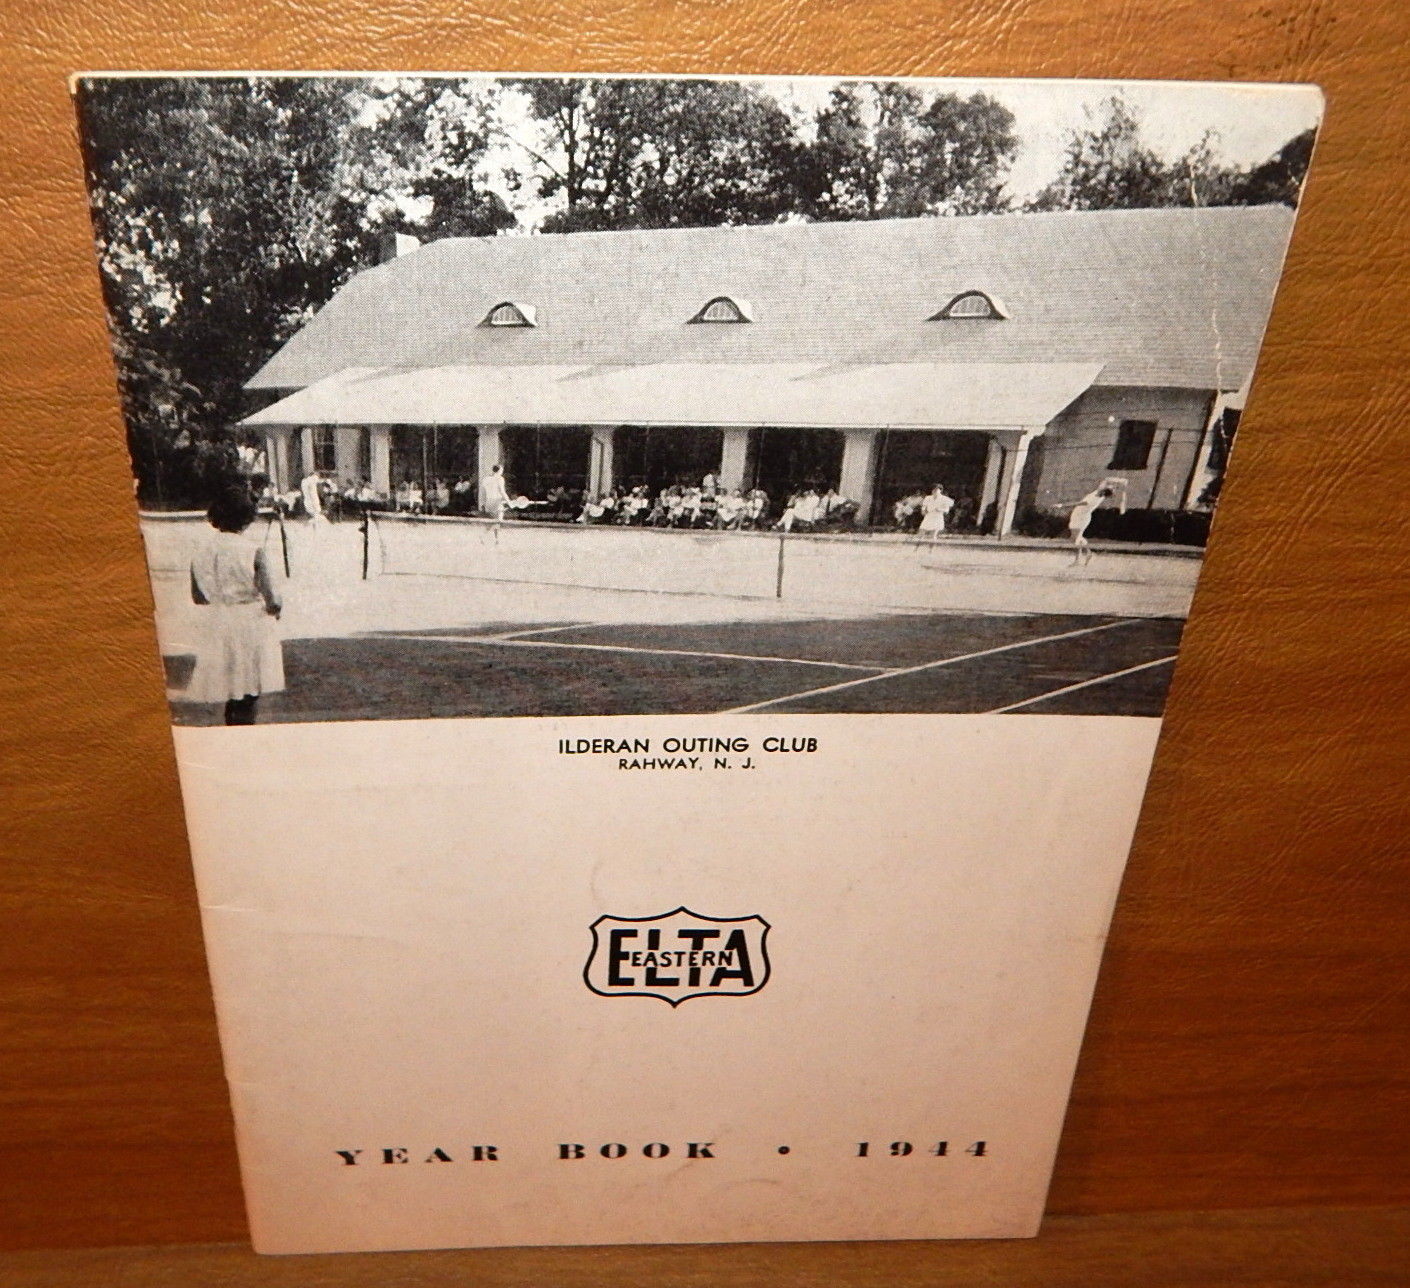 ILDERAN OUTING CLUB
RAHWAY, N. J.
ELTA
EASTERN
YEAR BOOK • 1944